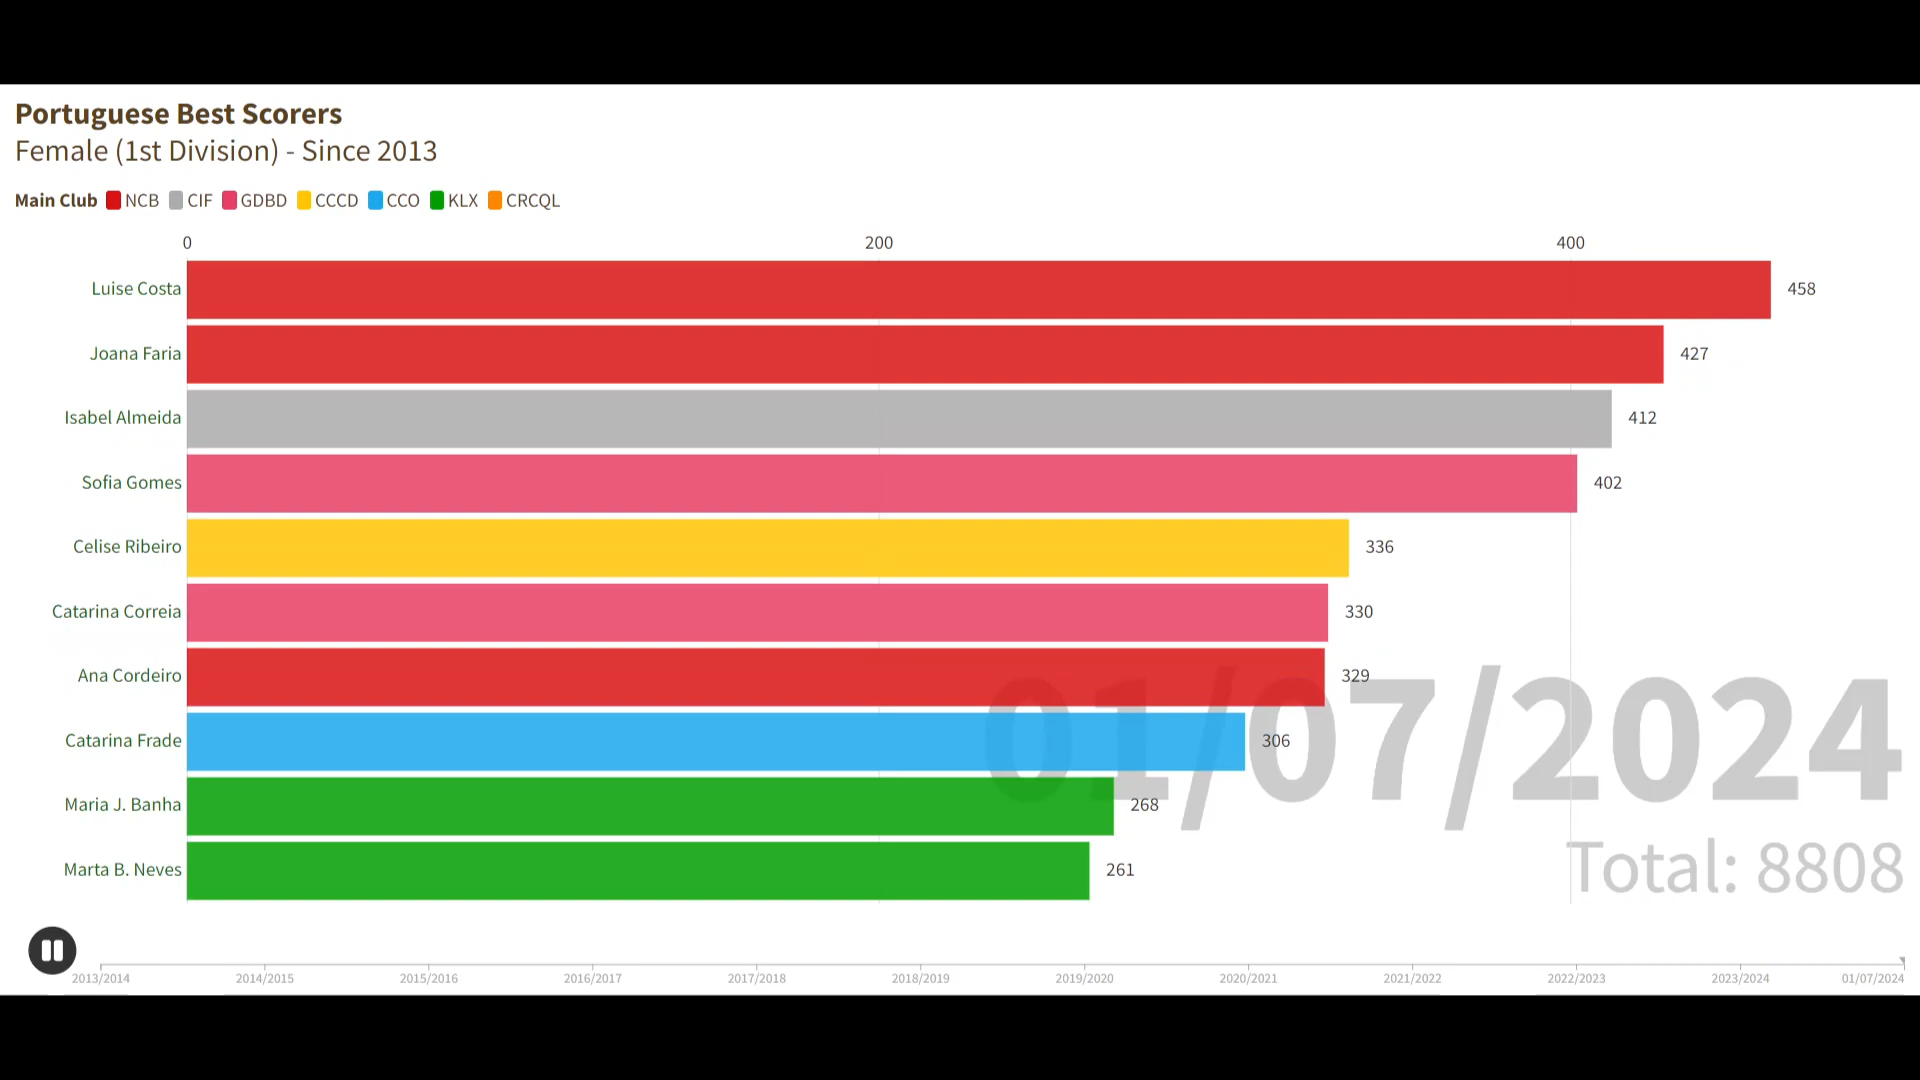 Portuguese Best Scorers
Female (1st Division) - Since 2013
Main Club NCB CIF GDBD CCCD CCO KLX CRCQL
0 200 400
Luise Costa 458
Joana Faria 427
Isabel Almeida 412
Sofia Gomes 402
Celise Ribeiro 336
Catarina Correia 330
Ana Cordeiro 329
Catarina Frade 306
Maria J. Banha 268
Marta B. Neves 261
01/07/2024
Total: 8808
2013/2014 2014/2015 2015/2016 2016/2017 2017/2018 2018/2019 2019/2020 2020/2021 2021/2022 2022/2023 2023/2024 01/07/2024